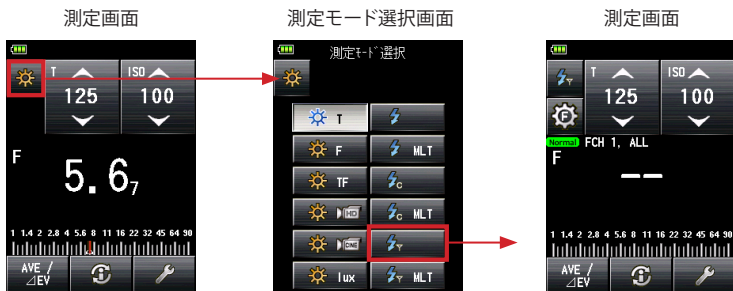 測定画面
T
125
ISO
100
F
5.6 7
1 1.4 2 2.8 4 5.6 8 11 16 22 32 45 64 90
AVE /
⊿EV
測定モード選択画面
測定ﾓｰﾄﾞ選択
T
F
MLT
TF
C
HD
C MLT
CINE
lux
MLT
測定画面
T
125
ISO
100
F
Normal FCH 1, ALL
F
--
1 1.4 2 2.8 4 5.6 8 11 16 22 32 45 64 90
AVE /
⊿EV